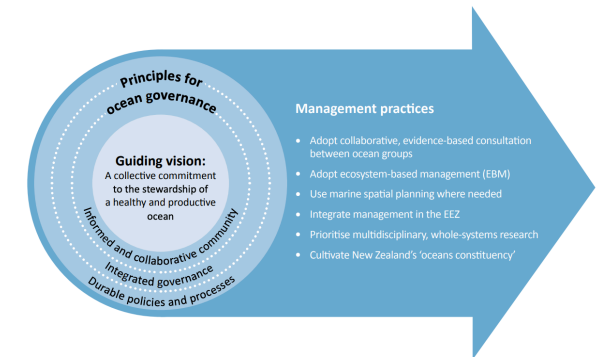 Principles for
ocean governance
Guiding vision:
A collective commitment
to the stewardship of
a healthy and productive
ocean
Informed and collaborative community
Integrated governance
Durable policies and processes
Management practices
• Adopt collaborative, evidence-based consultation
between ocean groups
• Adopt ecosystem-based management (EBM)
• Use marine spatial planning where needed
• Integrate management in the EEZ
• Prioritise multidisciplinary, whole-systems research
• Cultivate New Zealand's 'oceans constituency'